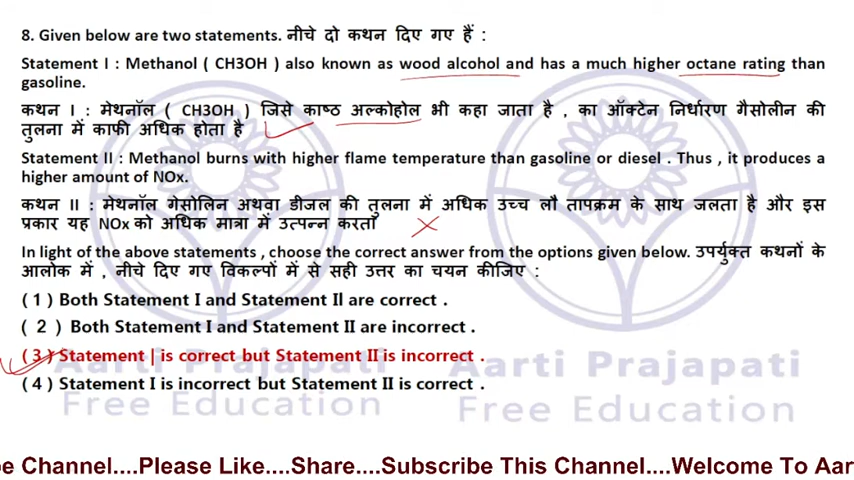 8. Given below are two statements. नीचे दो कथन दिए गए हैं :
Statement I : Methanol ( CH3OH ) also known as wood alcohol and has a much higher octane rating than
gasoline.
कथन I : मेथनॉल ( CH3OH ) जिसे काष्ठ अल्कोहोल भी कहा जाता है , का ऑक्टेन निर्धारण गैसोलीन की
तुलना में काफी अधिक होता है
Statement II : Methanol burns with higher flame temperature than gasoline or diesel . Thus , it produces a
higher amount of NOx.
कथन II : मेथनॉल गेसोलिन अथवा डीजल की तुलना में अधिक उच्च लौ तापक्रम के साथ जलता है और इस
प्रकार यह NOx को अधिक मात्रा में उत्पन्न करता
In light of the above statements , choose the correct answer from the options given below. उपर्युक्त कथनों के
आलोक में , नीचे दिए गए विकल्पों में से सही उत्तर का चयन कीजिए :
( 1 ) Both Statement I and Statement Il are correct .
( 2 ) Both Statement I and Statement II are incorrect .
( 3 ) Statement | is correct but Statement II is incorrect .
( 4 ) Statement I is incorrect but Statement II is correct .
Aarti Prajapati Aarti Prajapati
Free Education Free Education
be Channel....Please Like....Share....Subscribe This Channel....Welcome To Aar